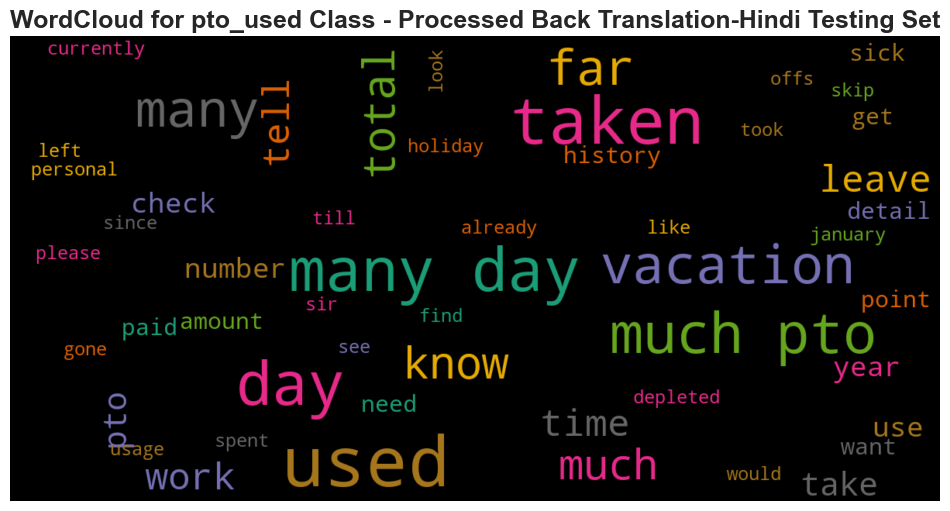 WordCloud for pto_used Class - Processed Back Translation-Hindi Testing Set
currently
look
far
sick
many
tell
total
taken
offs
skip
took
get
left
holiday
history
personal
leave
check
detail
since
till
already
like
january
please
number
many day
vacation
sir
find
point
paid
amount
much pto
gone
see
know
year
day
need
depleted
pto
time
use
usage
spent
want
work
used
much
would
take